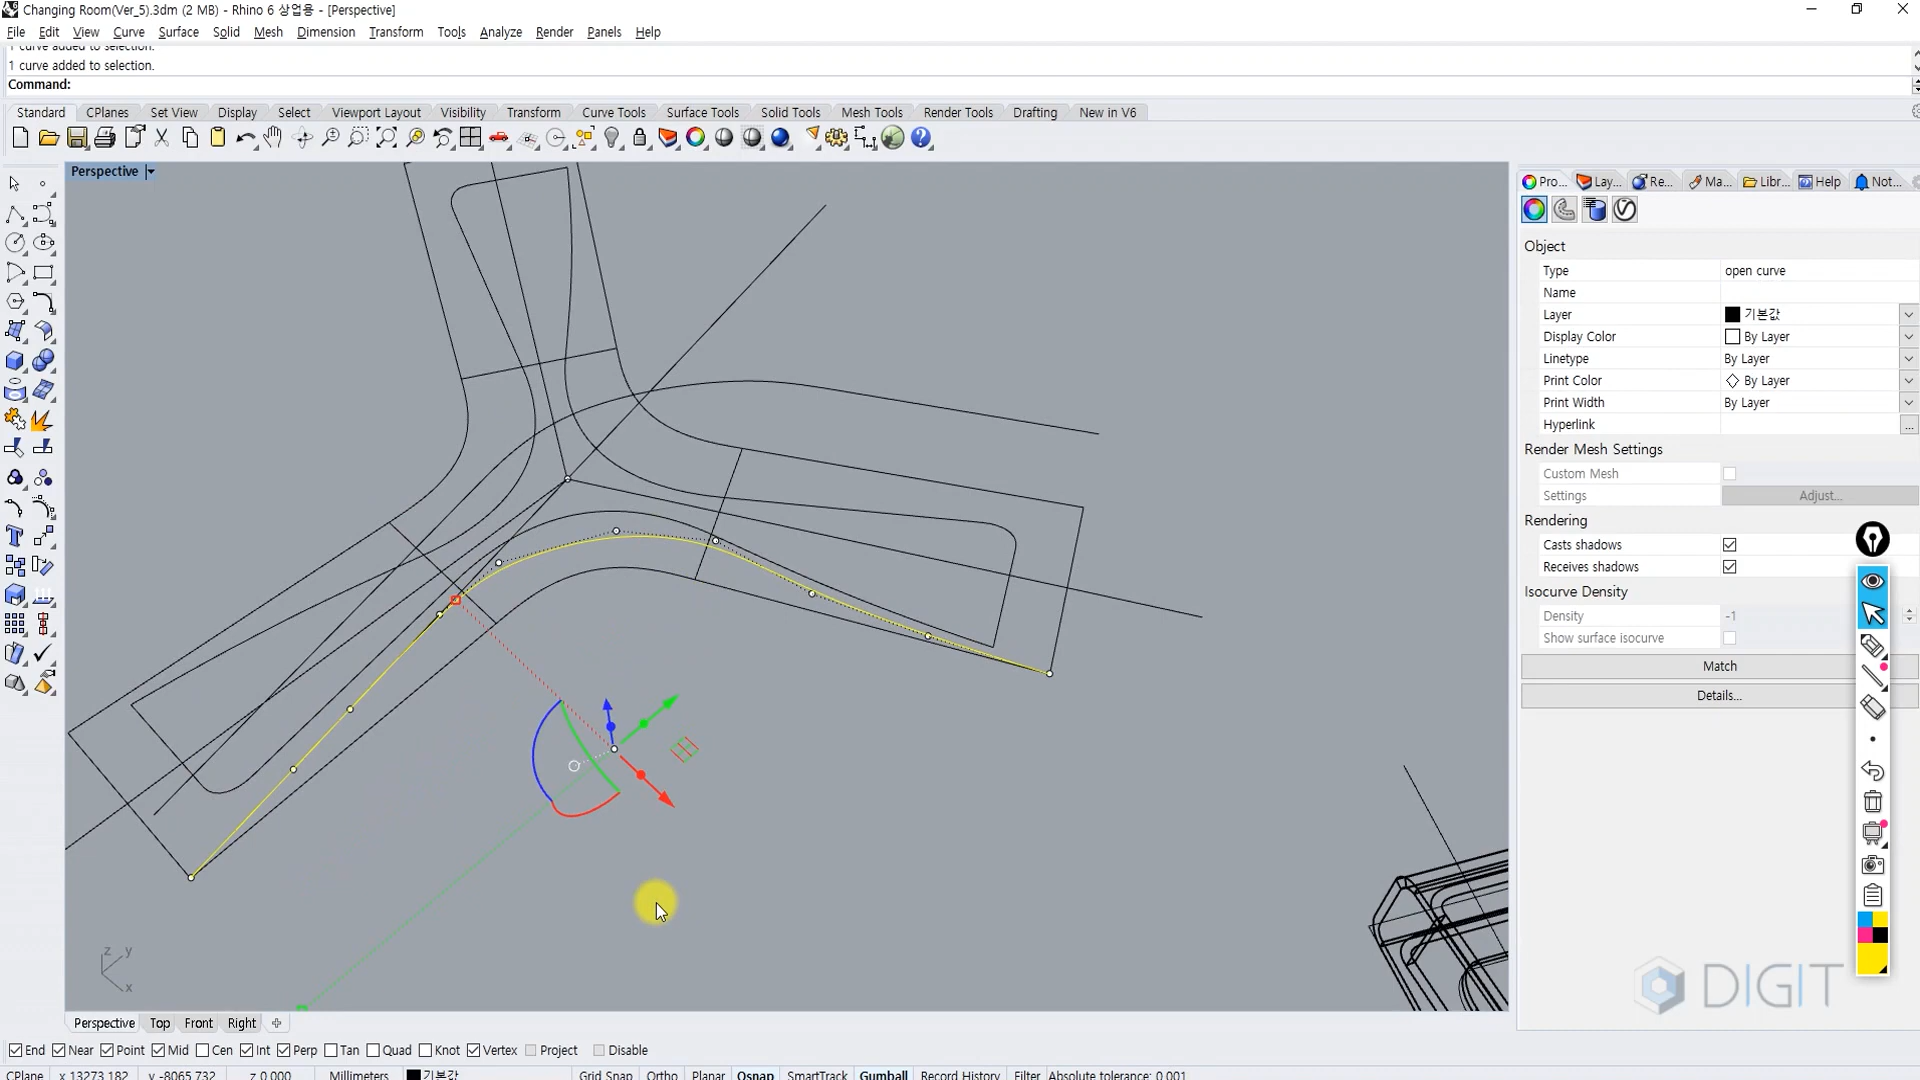 Changing Room(Ver_5).3dm (2 MB) - Rhino 6 상업용 - [Perspective]
File Edit View Curve Surface Solid Mesh Dimension Transform Tools Analyze Render Panels Help
1 curve added to selection.
1 curve added to selection.
Command:
Standard CPlanes Set View Display Select Viewport Layout Visibility Transform Curve Tools Surface Tools Solid Tools Mesh Tools Render Tools Drafting New in V6
Perspective
Pro... Lay... Re... Ma... Libr... Help Not...
Object
Type open curve
Name
Layer 기본값
Display Color By Layer
Linetype By Layer
Print Color By Layer
Print Width By Layer
Hyperlink ...
Render Mesh Settings
Custom Mesh
Settings Adjust...
Rendering
Casts shadows
Receives shadows
Isocurve Density
Density -1
Show surface isocurve
Match
Details...
z y
x
DIGIT
Perspective Top Front Right
End Near Point Mid Cen Int Perp Tan Quad Knot Vertex Project Disable
CPlane x 13273.182 y -8065.732 z 0.000 Millimeters 기본값 Grid Snap Ortho Planar Osnap SmartTrack Gumball Record History Filter Absolute tolerance: 0.001